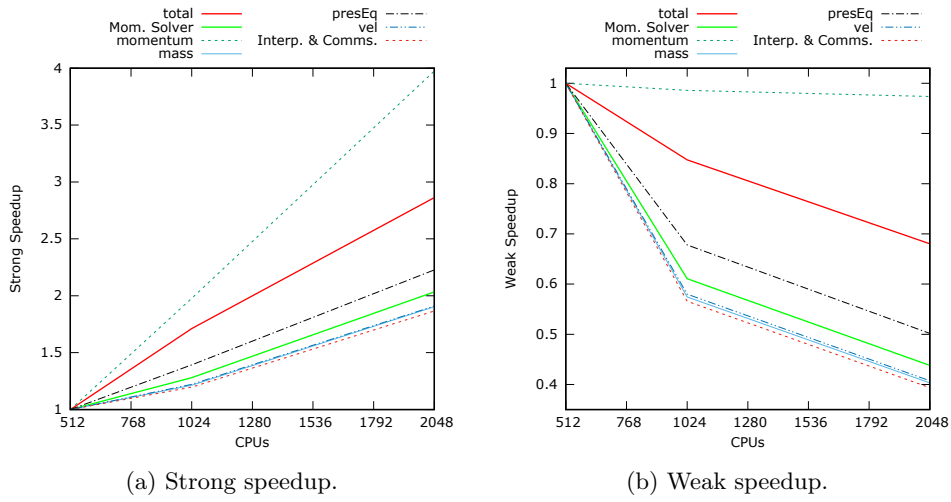 total
Mom. Solver
momentum
mass
presEq
vel
Interp. & Comms.
4
3.5
3
2.5
2
1.5
1
Strong Speedup
512 768 1024 1280 1536 1792 2048
CPUs
(a) Strong speedup.
total
Mom. Solver
momentum
mass
presEq
vel
Interp. & Comms.
1
0.9
0.8
0.7
0.6
0.5
0.4
Weak Speedup
512 768 1024 1280 1536 1792 2048
CPUs
(b) Weak speedup.